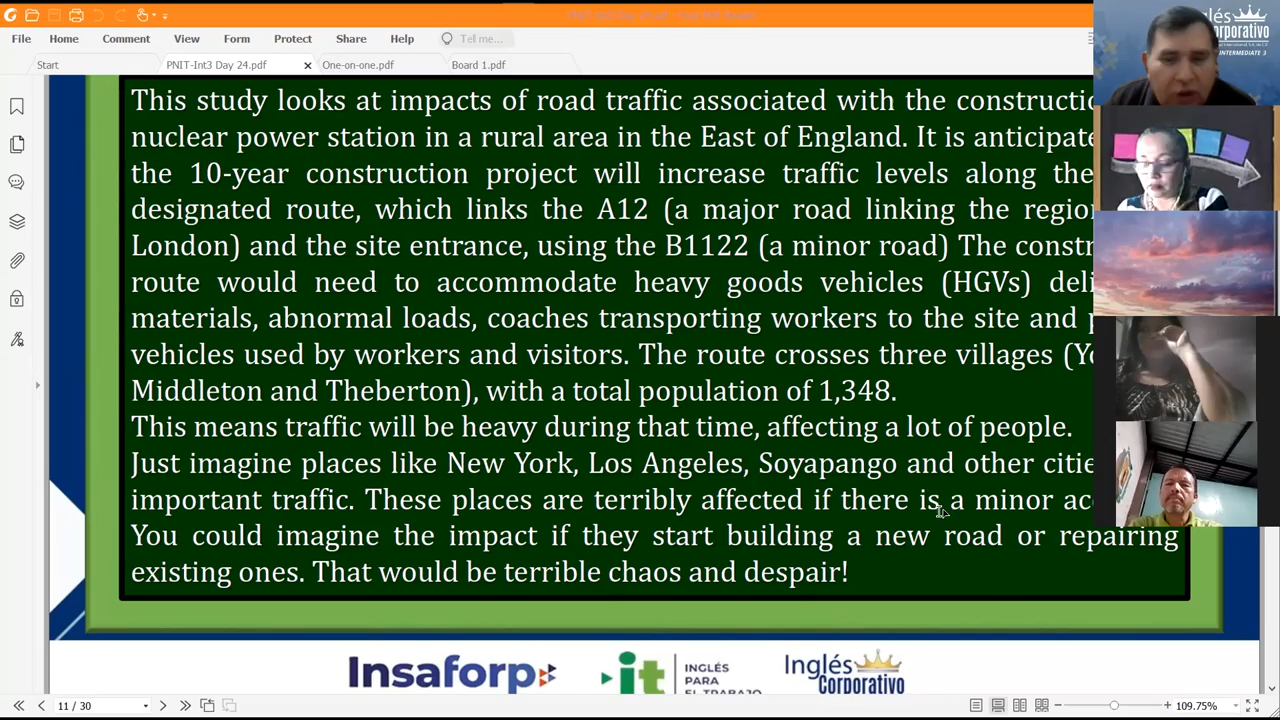 File Home Comment View Form Protect Share Help Tell me...
Start PNIT-Int3 Day 24.pdf One-on-one.pdf Board 1.pdf
This study looks at impacts of road traffic associated with the
nuclear power station in a rural area in the East of England. It is
the 10-year construction project will increase traffic levels along the
designated route, which links the A12 (a major road linking the
London) and the site entrance, using the B1122 (a minor road) The
route would need to accommodate heavy goods vehicles (HGVs)
materials, abnormal loads, coaches transporting workers to the site and
vehicles used by workers and visitors. The route crosses three villages
Middleton and Theberton), with a total population of 1,348.
This means traffic will be heavy during that time, affecting a lot of people.
Just imagine places like New York, Los Angeles, Soyapango and other
important traffic. These places are terribly affected if there is a minor
You could imagine the impact if they start building a new road or repairing
existing ones. That would be terrible chaos and despair!
Insaforp
it
INGLÉS
PARA
EL TRABAJO
Inglés
Corporativo
11 / 30
109.75%
INTERMEDIATE 3